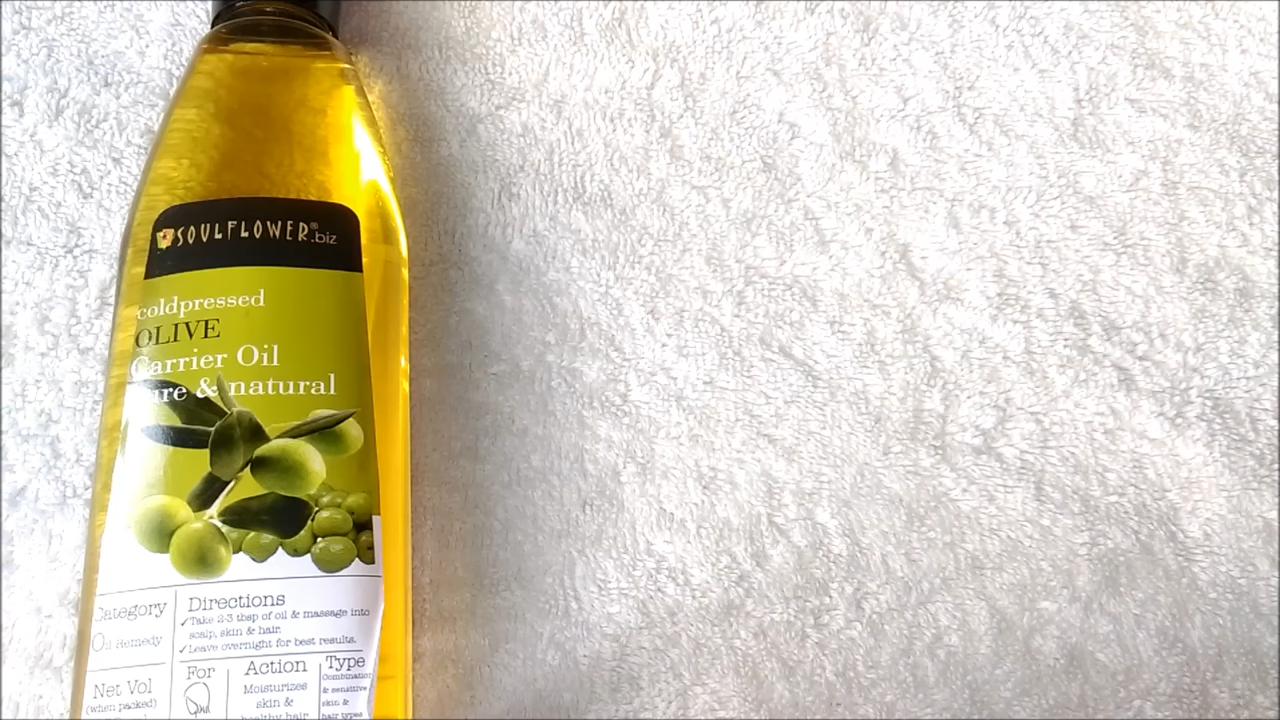 SOULFLOWER®.biz
coldpressed
OLIVE
Carrier Oil
& natural
Category
Oil Remedy
Net Vol
(when packed)
Directions
✓Take 2-3 tbsp of oil & massage into
scalp, skin & hair.
✓Leave overnight for best results.
For
Action
Moisturizes
skin &
healthy hair
Type
Combination
& sensitive
skin &
hair types